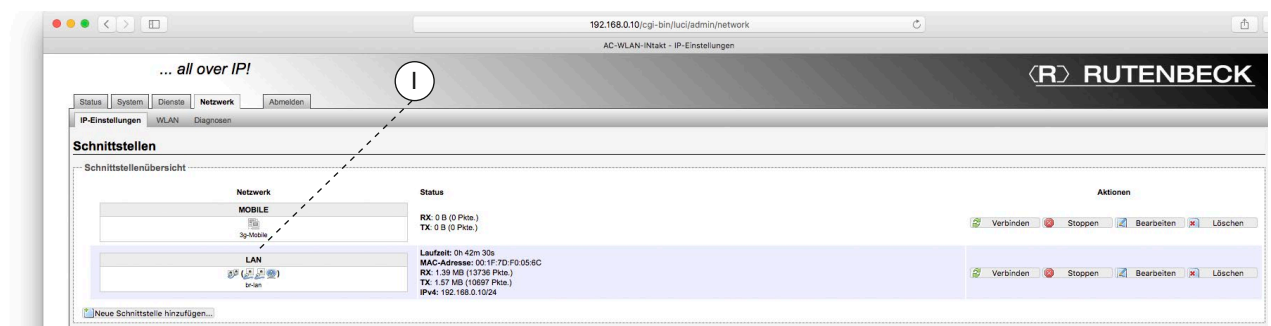 192.168.0.10/cgi-bin/luci/admin/network
AC-WLAN-INtakt - IP-Einstellungen
... all over IP!
I
⟨R⟩ RUTENBECK
Status System Dienste Netzwerk Abmelden
IP-Einstellungen WLAN Diagnosen
Schnittstellen
Schnittstellenübersicht
Netzwerk Status Aktionen
MOBILE
3g-Mobile
RX: 0 B (0 Pkte.)
TX: 0 B (0 Pkte.)
Verbinden Stoppen Bearbeiten Löschen
LAN
br-lan
Laufzeit: 0h 42m 30s
MAC-Adresse: 00:1F:7D:F0:05:6C
RX: 1.39 MB (13736 Pkte.)
TX: 1.57 MB (10697 Pkte.)
IPv4: 192.168.0.10/24
Verbinden Stoppen Bearbeiten Löschen
Neue Schnittstelle hinzufügen...